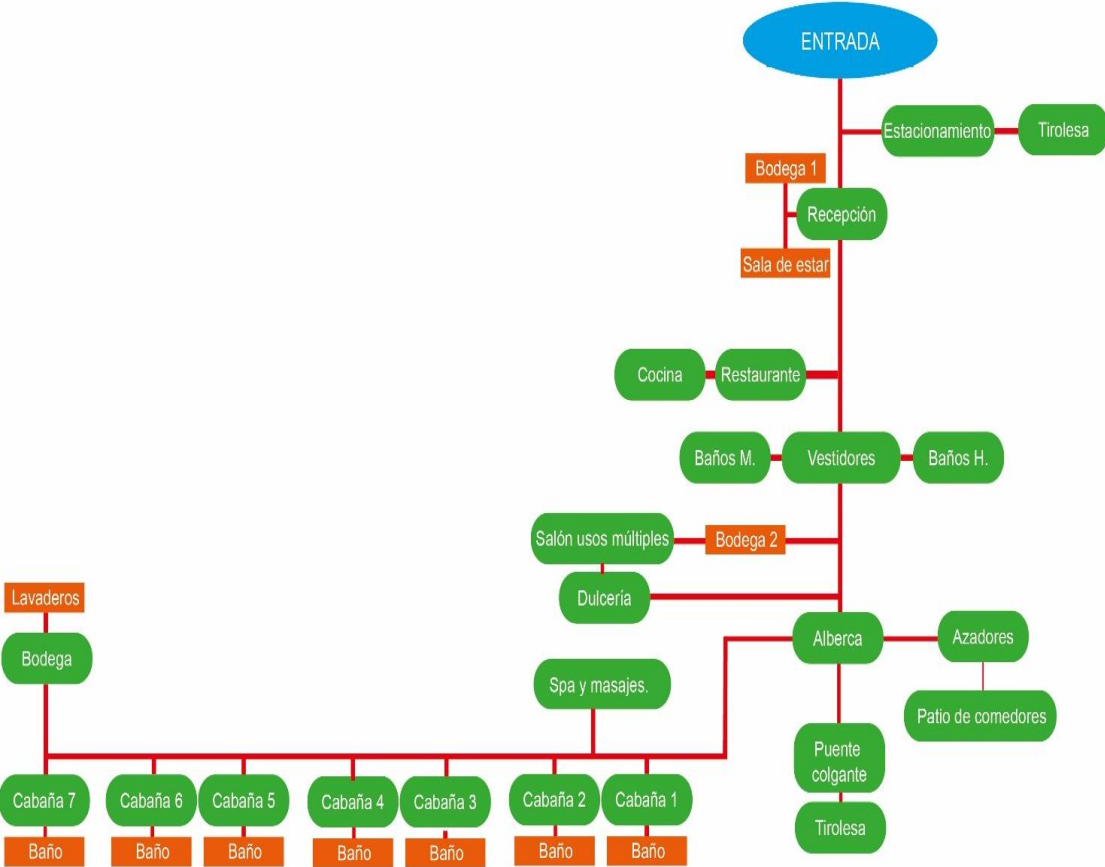 ENTRADA
Estacionamiento
Tirolesa
Bodega 1
Recepción
Sala de estar
Cocina
Restaurante
Baños M.
Vestidores
Baños H.
Salón usos múltiples
Bodega 2
Dulcería
Lavaderos
Bodega
Alberca
Azadores
Spa y masajes.
Patio de comedores
Puente
colgante
Tirolesa
Cabaña 7
Cabaña 6
Cabaña 5
Cabaña 4
Cabaña 3
Cabaña 2
Cabaña 1
Baño
Baño
Baño
Baño
Baño
Baño
Baño